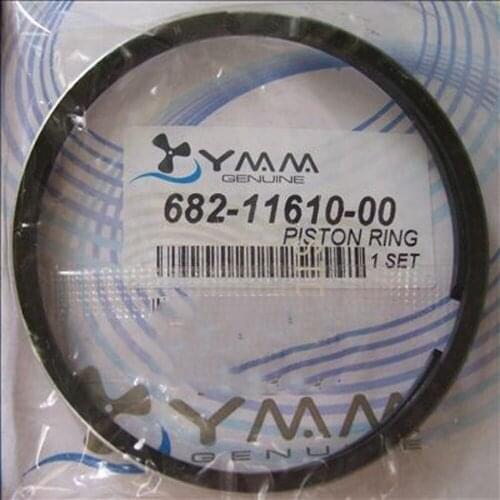 YMM
GENUINE
682-11610-00
PISTON RING
1 SET
YMM
GENUINE